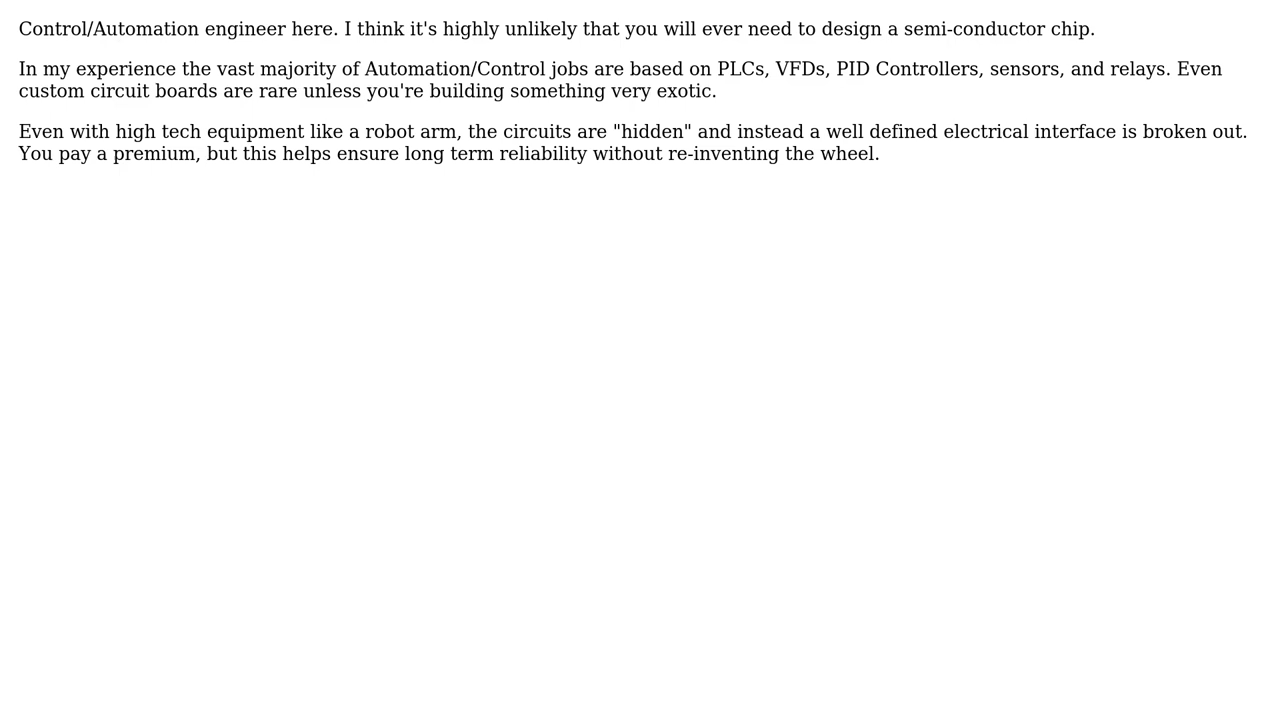 Control/Automation engineer here. I think it's highly unlikely that you will ever need to design a semi-conductor chip.
In my experience the vast majority of Automation/Control jobs are based on PLCs, VFDs, PID Controllers, sensors, and relays. Even
custom circuit boards are rare unless you're building something very exotic.
Even with high tech equipment like a robot arm, the circuits are "hidden" and instead a well defined electrical interface is broken out.
You pay a premium, but this helps ensure long term reliability without re-inventing the wheel.